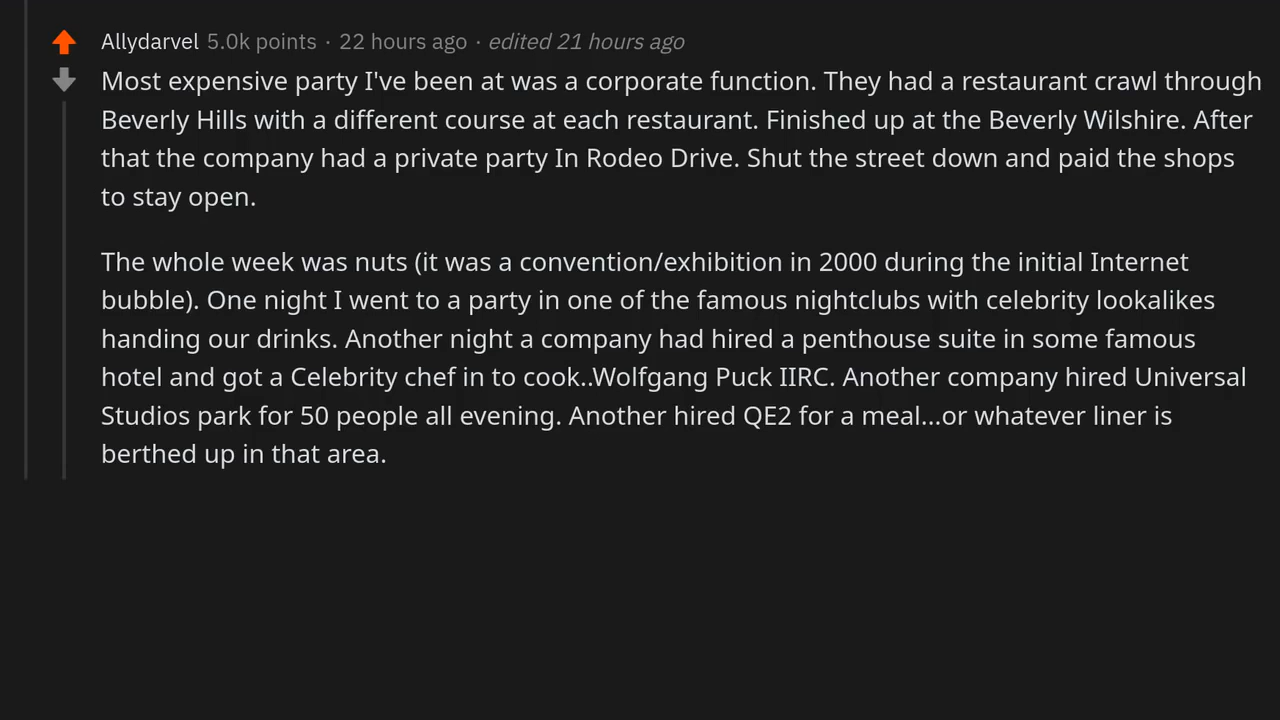 Allydarvel 5.0k points · 22 hours ago · edited 21 hours ago
Most expensive party I've been at was a corporate function. They had a restaurant crawl through
Beverly Hills with a different course at each restaurant. Finished up at the Beverly Wilshire. After
that the company had a private party In Rodeo Drive. Shut the street down and paid the shops
to stay open.
The whole week was nuts (it was a convention/exhibition in 2000 during the initial Internet
bubble). One night I went to a party in one of the famous nightclubs with celebrity lookalikes
handing our drinks. Another night a company had hired a penthouse suite in some famous
hotel and got a Celebrity chef in to cook..Wolfgang Puck IIRC. Another company hired Universal
Studios park for 50 people all evening. Another hired QE2 for a meal...or whatever liner is
berthed up in that area.